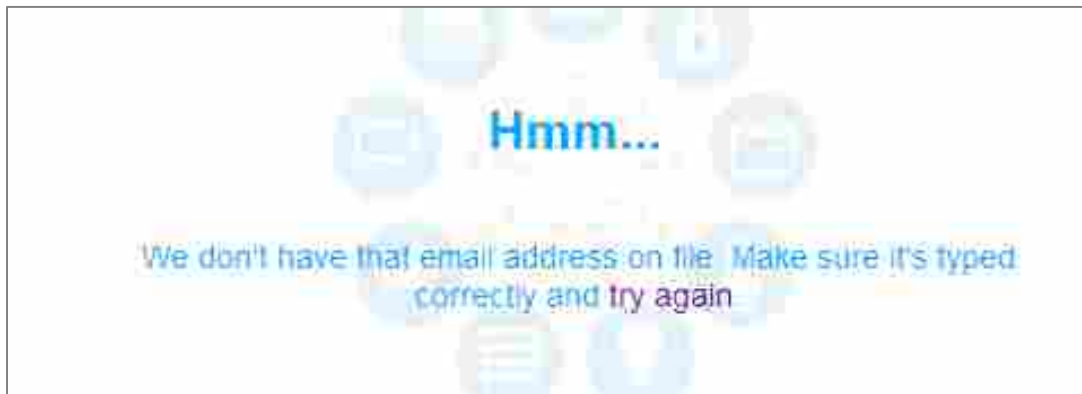 Hmm...
We don't have that email address on file. Make sure it's typed
correctly and try again